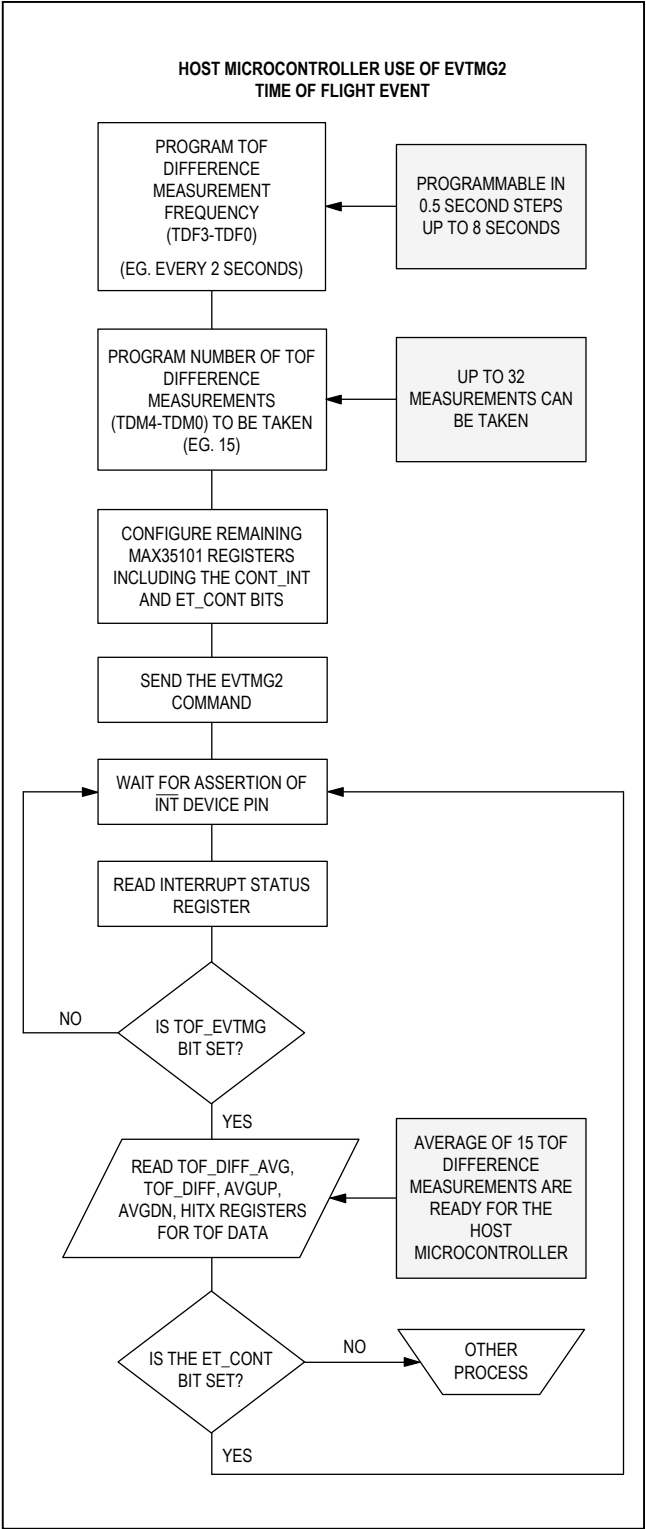 HOST MICROCONTROLLER USE OF EVTMG2
TIME OF FLIGHT EVENT
PROGRAM TOF
DIFFERENCE
MEASUREMENT
FREQUENCY
(TDF3-TDF0)
(EG. EVERY 2 SECONDS)
PROGRAMMABLE IN
0.5 SECOND STEPS
UP TO 8 SECONDS
PROGRAM NUMBER OF TOF
DIFFERENCE
MEASUREMENTS
(TDM4-TDM0) TO BE TAKEN
(EG. 15)
UP TO 32
MEASUREMENTS CAN
BE TAKEN
CONFIGURE REMAINING
MAX35101 REGISTERS
INCLUDING THE CONT_INT
AND ET_CONT BITS
SEND THE EVTMG2
COMMAND
WAIT FOR ASSERTION OF
INT DEVICE PIN
READ INTERRUPT STATUS
REGISTER
NO
IS TOF_EVTMG
BIT SET?
YES
READ TOF_DIFF_AVG,
TOF_DIFF, AVGUP,
AVGDN, HITX REGISTERS
FOR TOF DATA
AVERAGE OF 15 TOF
DIFFERENCE
MEASUREMENTS ARE
READY FOR THE
HOST
MICROCONTROLLER
IS THE ET_CONT
BIT SET?
NO
OTHER
PROCESS
YES